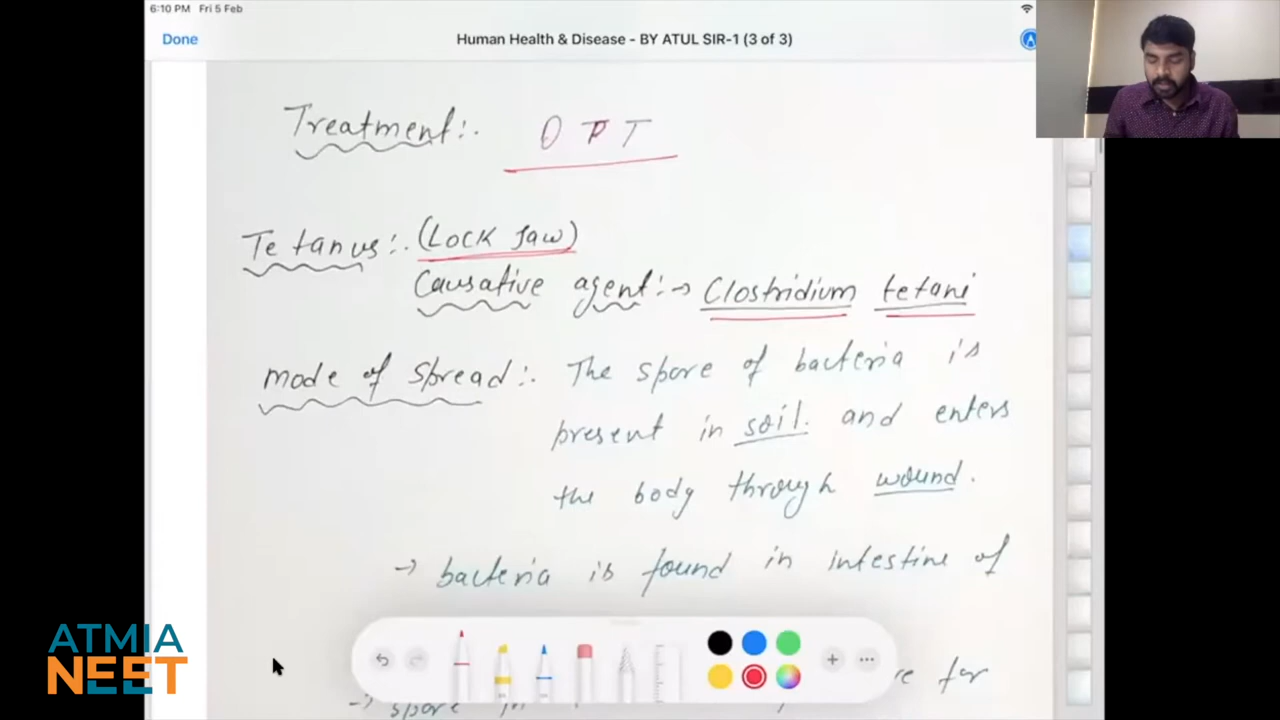 6:10 PM Fri 5 Feb
Done
Human Health & Disease - BY ATUL SIR-1 (3 of 3)
Treatment:. DPT
Tetanus:. (Lock Jaw)
Causative agent:→ Clostridium tetani
Mode of Spread:. The spore of bacteria is
present in soil. and enters
the body through wound.
→ bacteria is found in intestine of
for
→ spore in
ATMIA
NEET